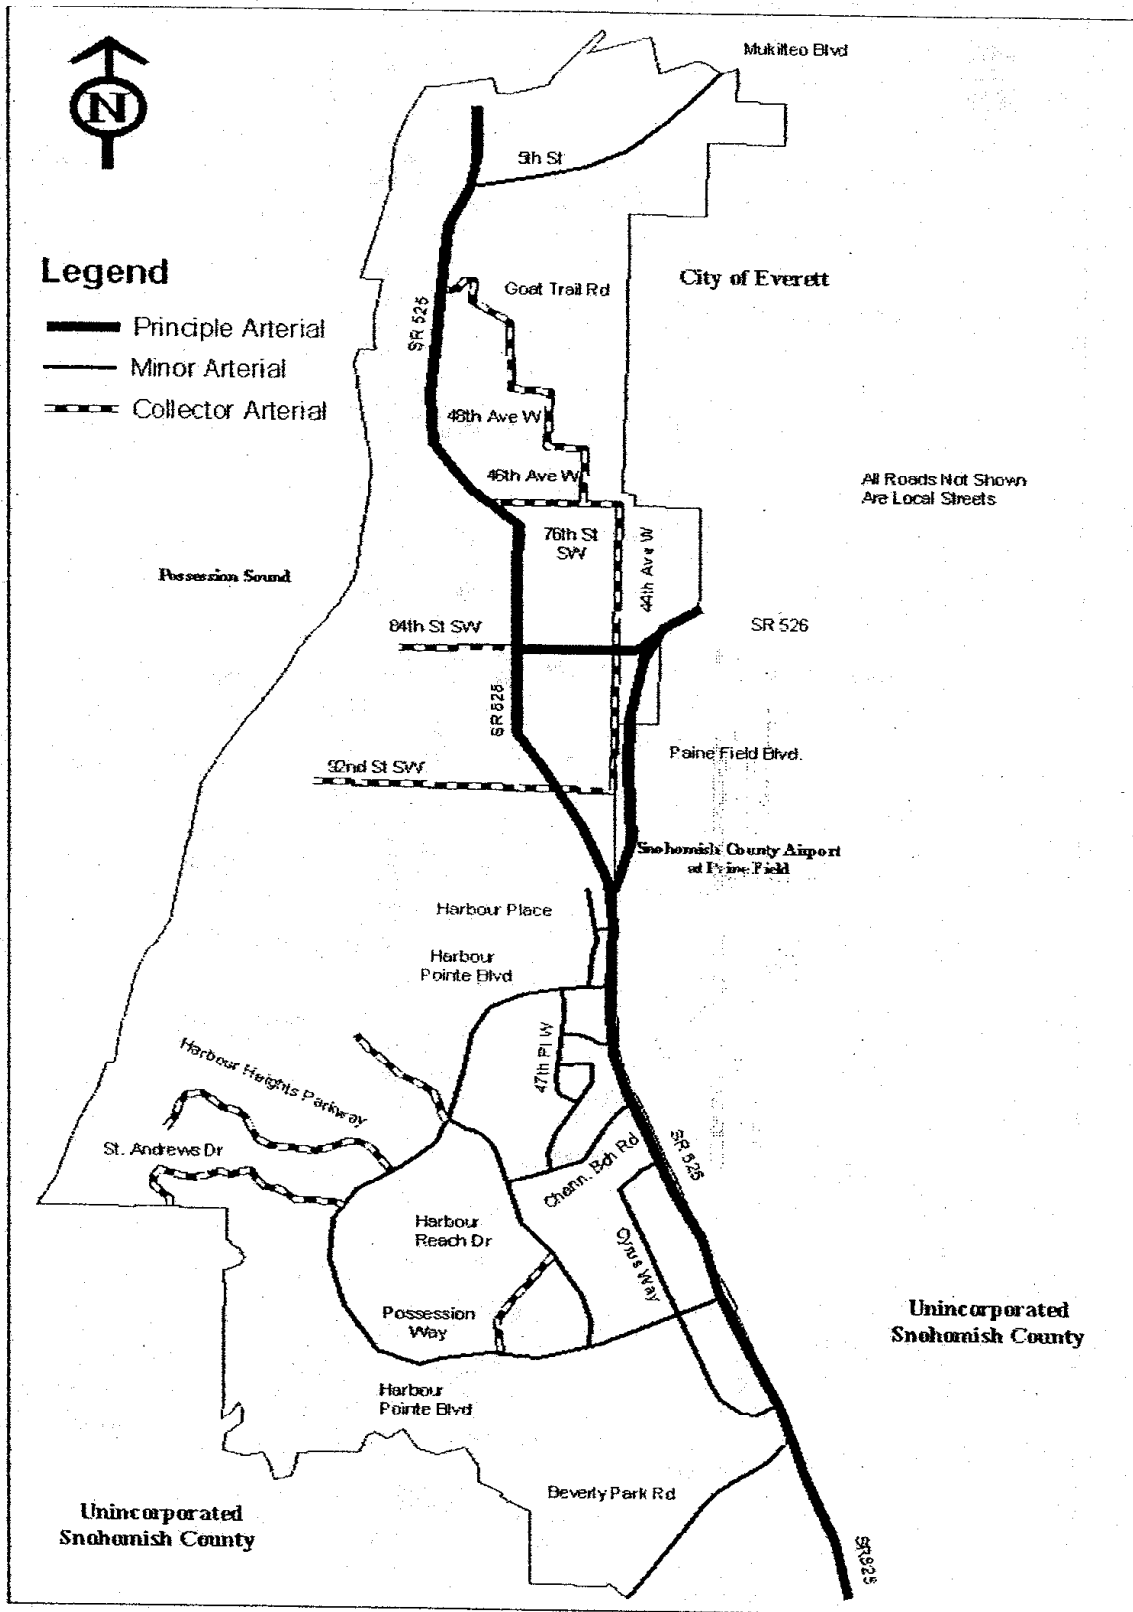 Mukilteo Blvd
N
5th St
City of Everett
Legend
Goat Trail Rd
SR 525
Principle Arterial
Minor Arterial
Collector Arterial
48th Ave W
46th Ave W
All Roads Not Shown
Are Local Streets
76th St
SW
44th Ave W
Possession Sound
84th St SW
SR 526
SR 525
Paine Field Blvd.
92nd St SW
Snohomish County Airport
at Paine Field
Harbour Place
Harbour
Pointe Blvd
47th Pl W
Harbour Heights Parkway
St. Andrews Dr
Chenn. Bch Rd
SR 525
Harbour
Reach Dr
Cyrus Way
Possession
Way
Unincorporated
Snohomish County
Harbour
Pointe Blvd
Beverly Park Rd
Unincorporated
Snohomish County
SR525